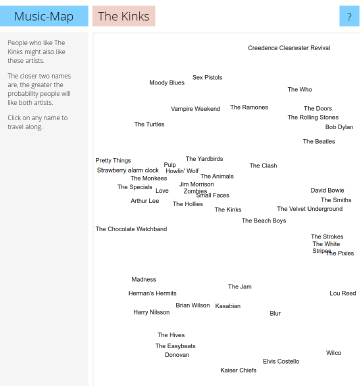 Music-Map
The Kinks
?
People who like The
Kinks might also like
these artists.
The closer two names
are, the greater the
probability people will
like both artists.
Click on any name to
travel along.
Creedence Clearwater Revival
Sex Pistols
Moody Blues
The Who
Vampire Weekend
The Ramones
The Doors
The Rolling Stones
The Turtles
Bob Dylan
The Beatles
Pretty Things
The Yardbirds
Pulp
The Clash
Strawberry alarm clock
Howlin' Wolf
The Monkees
The Animals
The Specials
Jim Morrison
Love
Zombies
Small Faces
David Bowie
Arthur Lee
The Hollies
The Smiths
The Kinks
The Velvet Underground
The Beach Boys
The Chocolate Watchband
The Strokes
The White
Stripes
The Pixies
Madness
The Jam
Herman's Hermits
Lou Reed
Brian Wilson
Kasabian
Harry Nilsson
Blur
The Hives
The Easybeats
Donovan
Wilco
Elvis Costello
Kaiser Chiefs